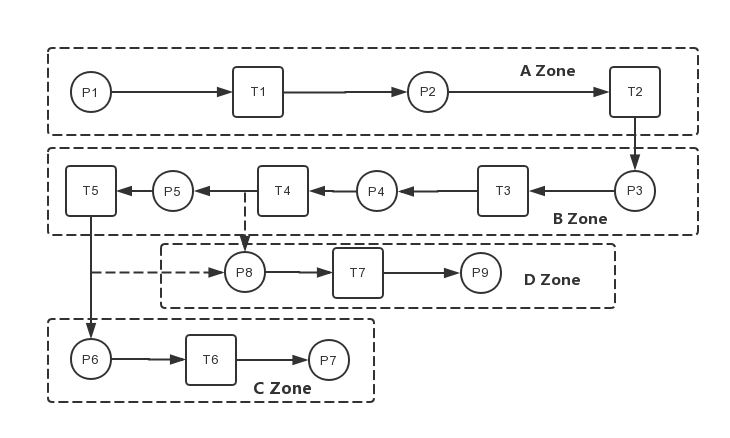 A Zone
P1
T1
P2
T2
T5
P5
T4
P4
T3
P3
B Zone
P8
T7
P9
D Zone
P6
T6
P7
C Zone